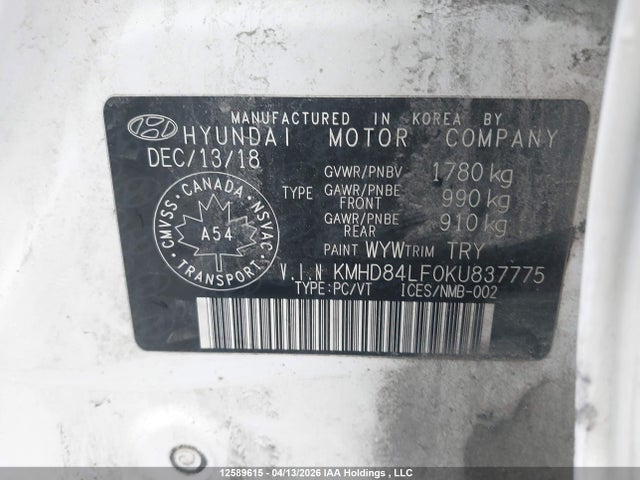 MANUFACTURED IN KOREA BY
HYUNDAI MOTOR COMPANY
DEC/13/18
GVWR/PNBV 1780 kg
TYPE GAWR/PNBE FRONT 990 kg
GAWR/PNBE REAR 910 kg
CANADA
CMVSS
NSVAC
A54
TRANSPORT
PAINT WYW TRIM TRY
V.I.N KMHD84LF0KU837775
TYPE:PC/VT ICES/NMB-002
12589615 - 04/13/2026 IAA Holdings , LLC